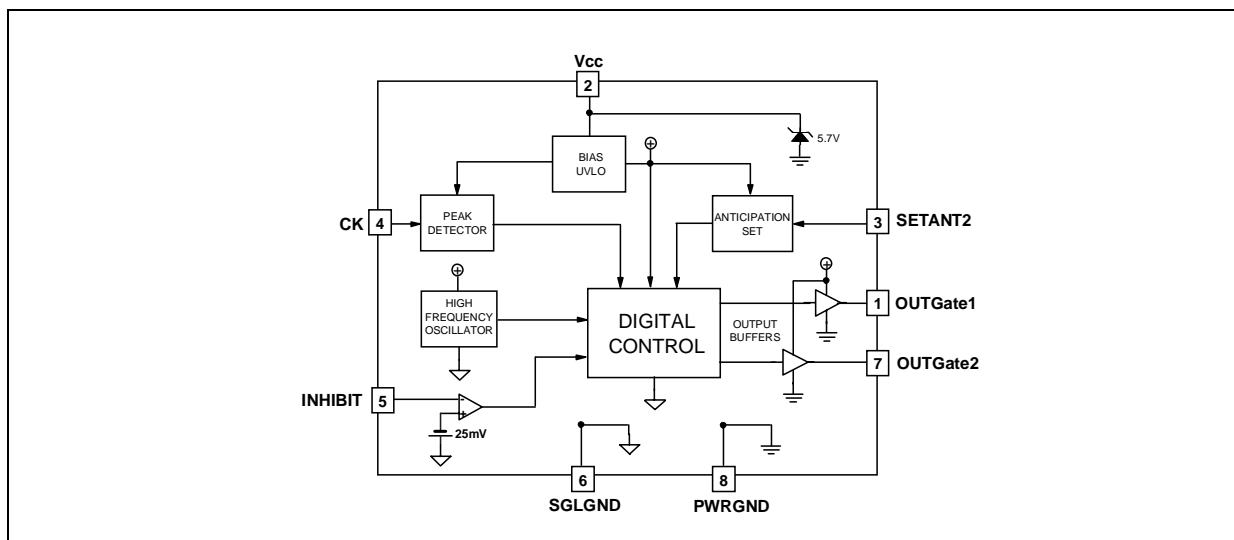 Vcc
2
5.7V
BIAS
UVLO
CK
4
PEAK
DETECTOR
ANTICIPATION
SET
3
SETANT2
HIGH
FREQUENCY
OSCILLATOR
DIGITAL
CONTROL
OUTPUT
BUFFERS
1
OUTGate1
7
OUTGate2
INHIBIT
5
-
+
25mV
6
SGLGND
8
PWRGND